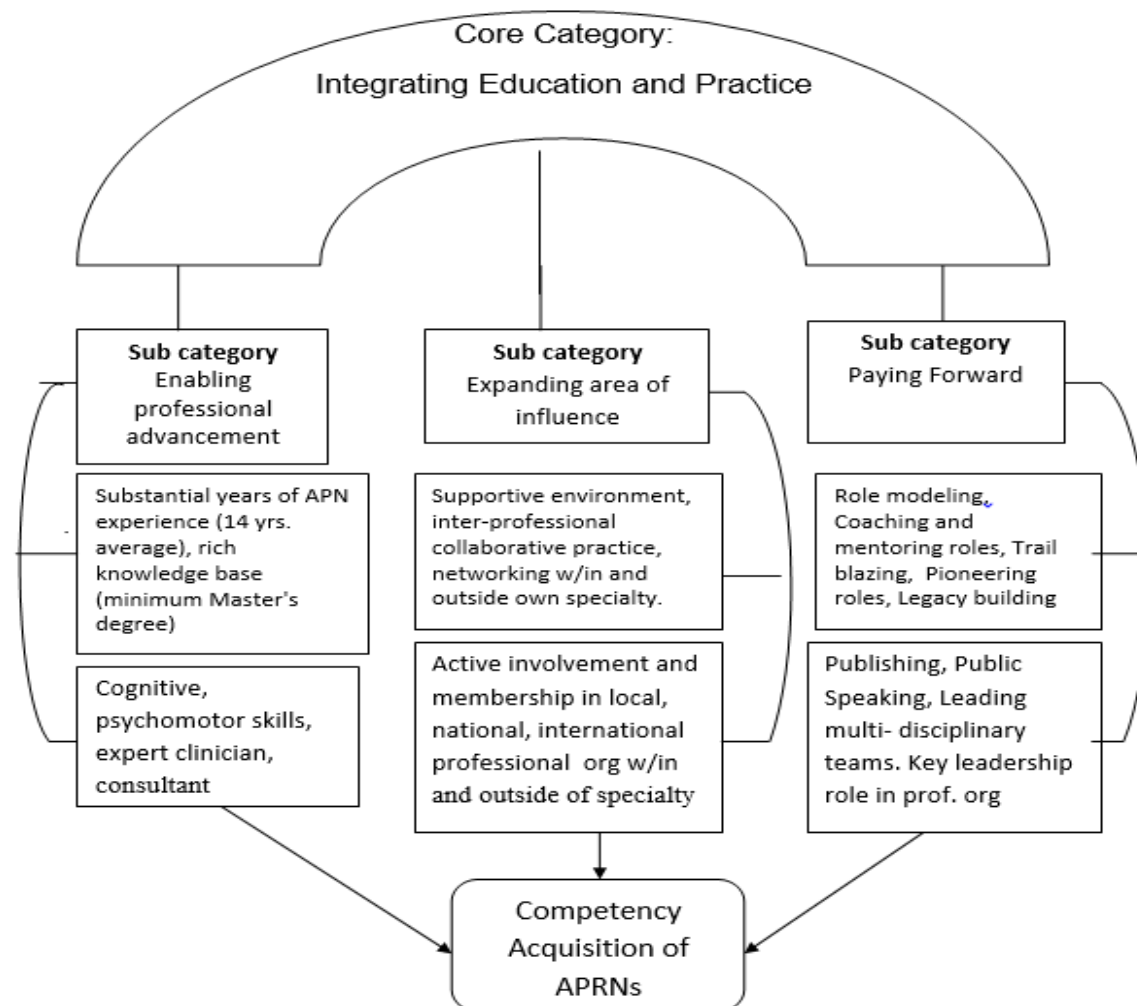 Core Category:
Integrating Education and Practice
Sub category
Enabling
professional
advancement
Substantial years of APN
experience (14 yrs.
average), rich
knowledge base
(minimum Master's
degree)
Cognitive,
psychomotor skills,
expert clinician,
consultant
Sub category
Expanding area of
influence
Supportive environment,
inter-professional
collaborative practice,
networking w/in and
outside own specialty.
Active involvement and
membership in local,
national, international
professional org w/in
and outside of specialty
Sub category
Paying Forward
Role modeling,
Coaching and
mentoring roles, Trail
blazing, Pioneering
roles, Legacy building
Publishing, Public
Speaking, Leading
multi- disciplinary
teams. Key leadership
role in prof. org
Competency
Acquisition of
APRNs